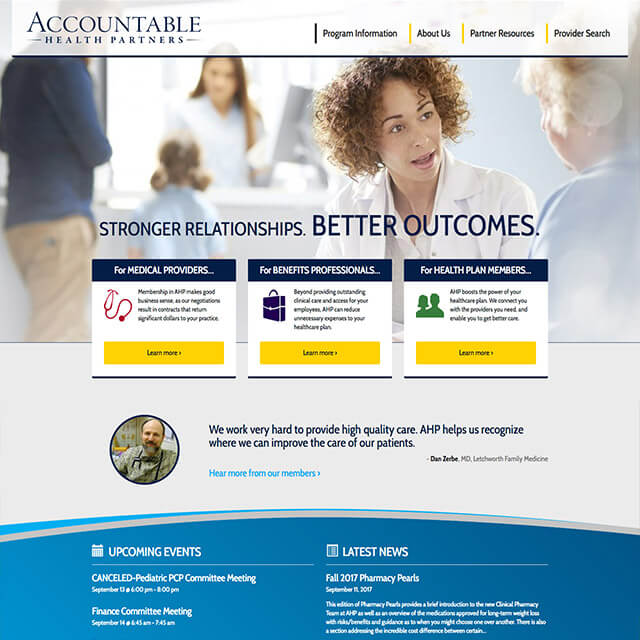 ACCOUNTABLE
HEALTH PARTNERS
Program Information
About Us
Partner Resources
Provider Search
STRONGER RELATIONSHIPS. BETTER OUTCOMES.
For MEDICAL PROVIDERS...
Membership in AHP makes good
business sense, as our negotiations
result in contracts that return
significant dollars to your practice.
Learn more ›
For BENEFITS PROFESSIONALS...
Beyond providing outstanding
clinical care and access for your
employees, AHP can reduce
unnecessary expenses to your
healthcare plan.
Learn more ›
For HEALTH PLAN MEMBERS...
AHP boosts the power of your
healthcare plan. We connect you
with the providers you need, and
enable you to get better care.
Learn more ›
We work very hard to provide high quality care. AHP helps us recognize
where we can improve the care of our patients.
- Dan Zerbe, MD, Letchworth Family Medicine
Hear more from our members ›
UPCOMING EVENTS
CANCELED-Pediatric PCP Committee Meeting
September 13 @ 6:00 pm - 8:00 pm
Finance Committee Meeting
September 14 @ 6:45 am - 7:45 am
LATEST NEWS
Fall 2017 Pharmacy Pearls
September 11, 2017
This edition of Pharmacy Pearls provides a brief introduction to the new Clinical Pharmacy
Team at AHP as well as an overview of the medications approved for long-term weight loss
with risks/benefits and guidance as to when you might choose one over another. There is also
a section addressing the incredible cost difference between certain...